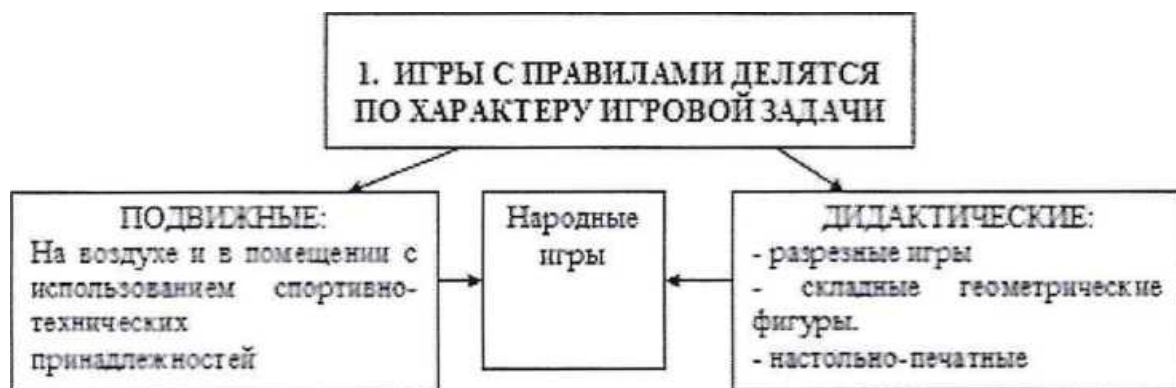 1. ИГРЫ С ПРАВИЛАМИ ДЕЛЯТСЯ
ПО ХАРАКТЕРУ ИГРОВОЙ ЗАДАЧИ
ПОДВИЖНЫЕ:
На воздухе и в помещении с
использованием спортивно-
технических
принадлежностей
Народные
игры
ДИДАКТИЧЕСКИЕ:
- разрезные игры
- складные геометрические
фигуры.
- настольно-печатные